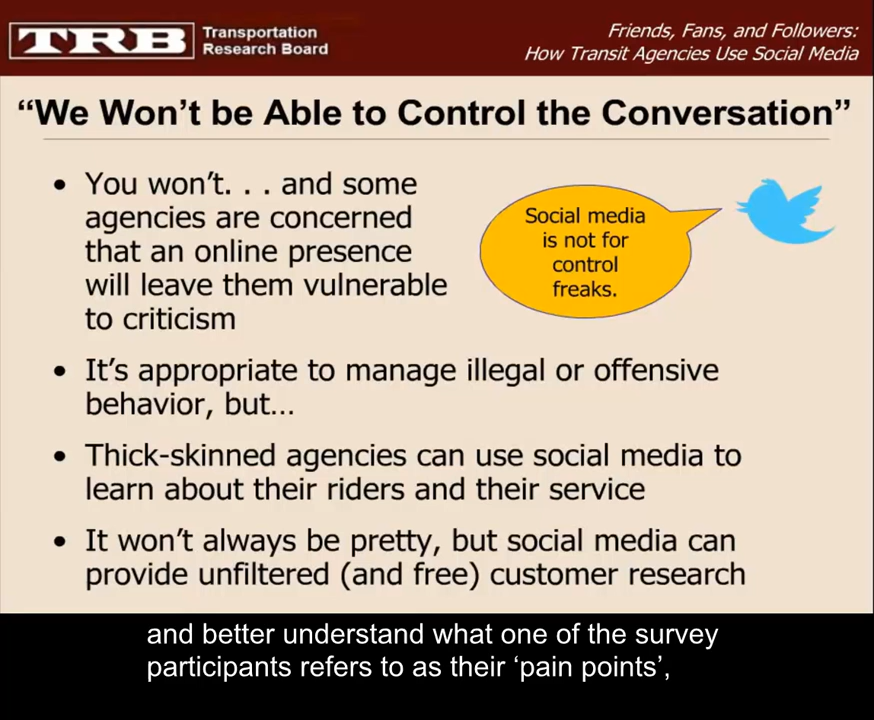 TRB
Transportation
Research Board
Friends, Fans, and Followers:
How Transit Agencies Use Social Media
“We Won’t be Able to Control the Conversation”
• You won’t. . . and some
agencies are concerned
that an online presence
will leave them vulnerable
to criticism
Social media
is not for
control
freaks.
• It’s appropriate to manage illegal or offensive
behavior, but…
• Thick-skinned agencies can use social media to
learn about their riders and their service
• It won’t always be pretty, but social media can
provide unfiltered (and free) customer research
and better understand what one of the survey
participants refers to as their ‘pain points’,